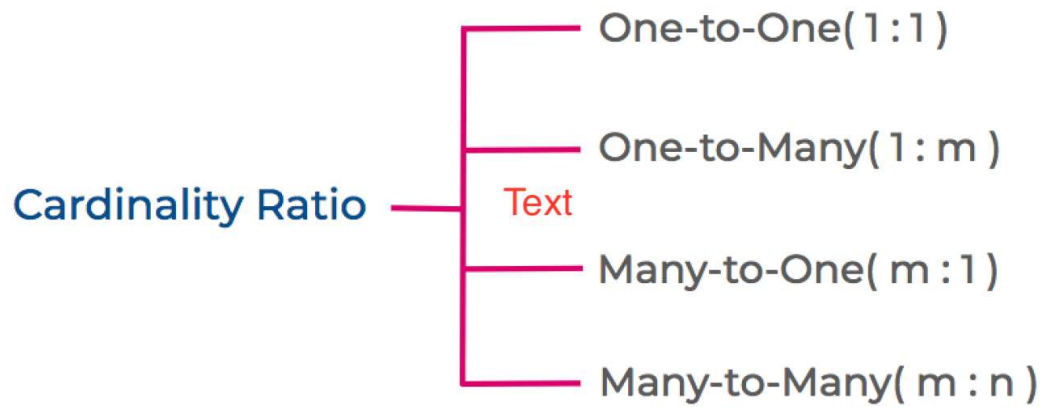 One-to-One( 1 : 1 )
One-to-Many( 1 : m )
Cardinality Ratio
Text
Many-to-One( m : 1 )
Many-to-Many( m : n )